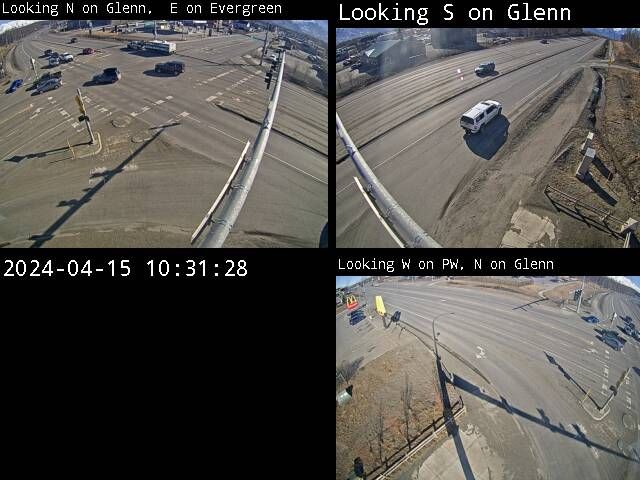 Looking N on Glenn, E on Evergreen
Looking S on Glenn
2024-04-15 10:31:28
Looking W on PW, N on Glenn